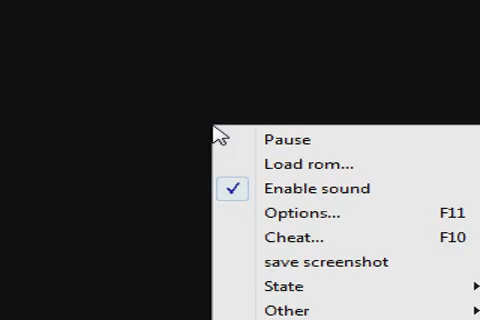 Pause
Load rom...
Enable sound
Options... F11
Cheat... F10
save screenshot
State
Other